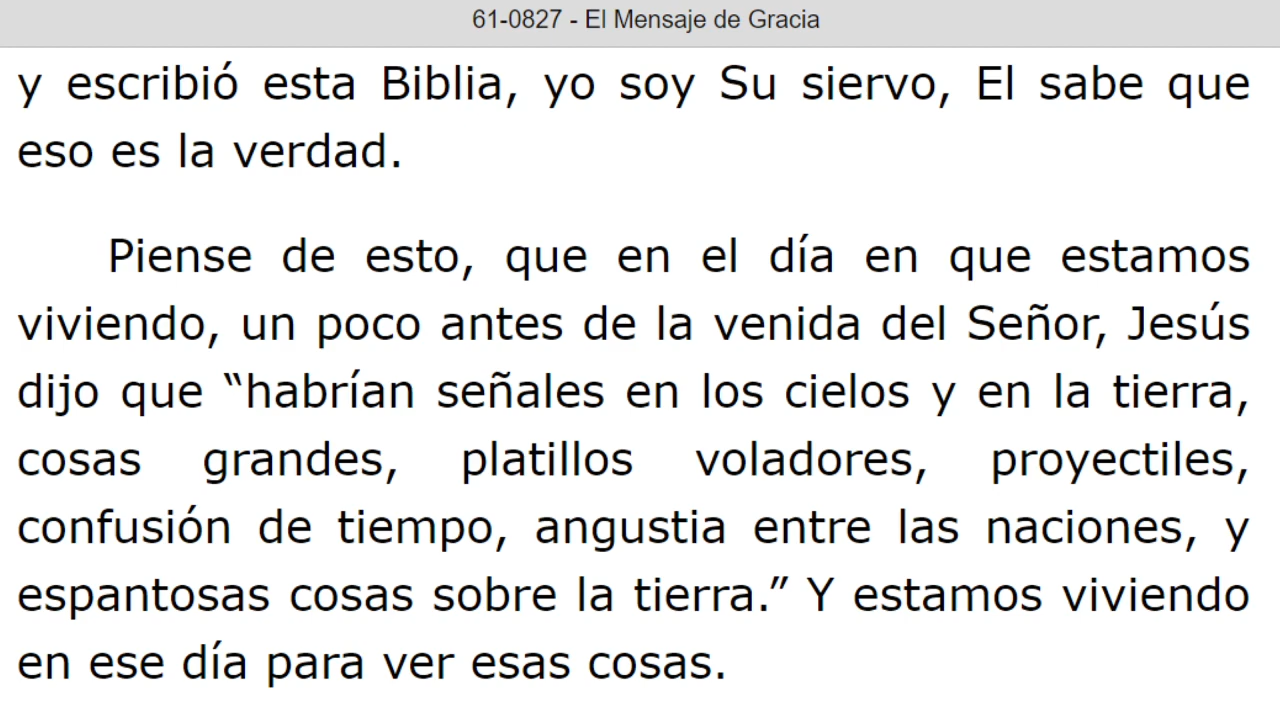 61-0827 - El Mensaje de Gracia
y escribió esta Biblia, yo soy Su siervo, El sabe que
eso es la verdad.
Piense de esto, que en el día en que estamos
viviendo, un poco antes de la venida del Señor, Jesús
dijo que “habrían señales en los cielos y en la tierra,
cosas grandes, platillos voladores, proyectiles,
confusión de tiempo, angustia entre las naciones, y
espantosas cosas sobre la tierra.” Y estamos viviendo
en ese día para ver esas cosas.